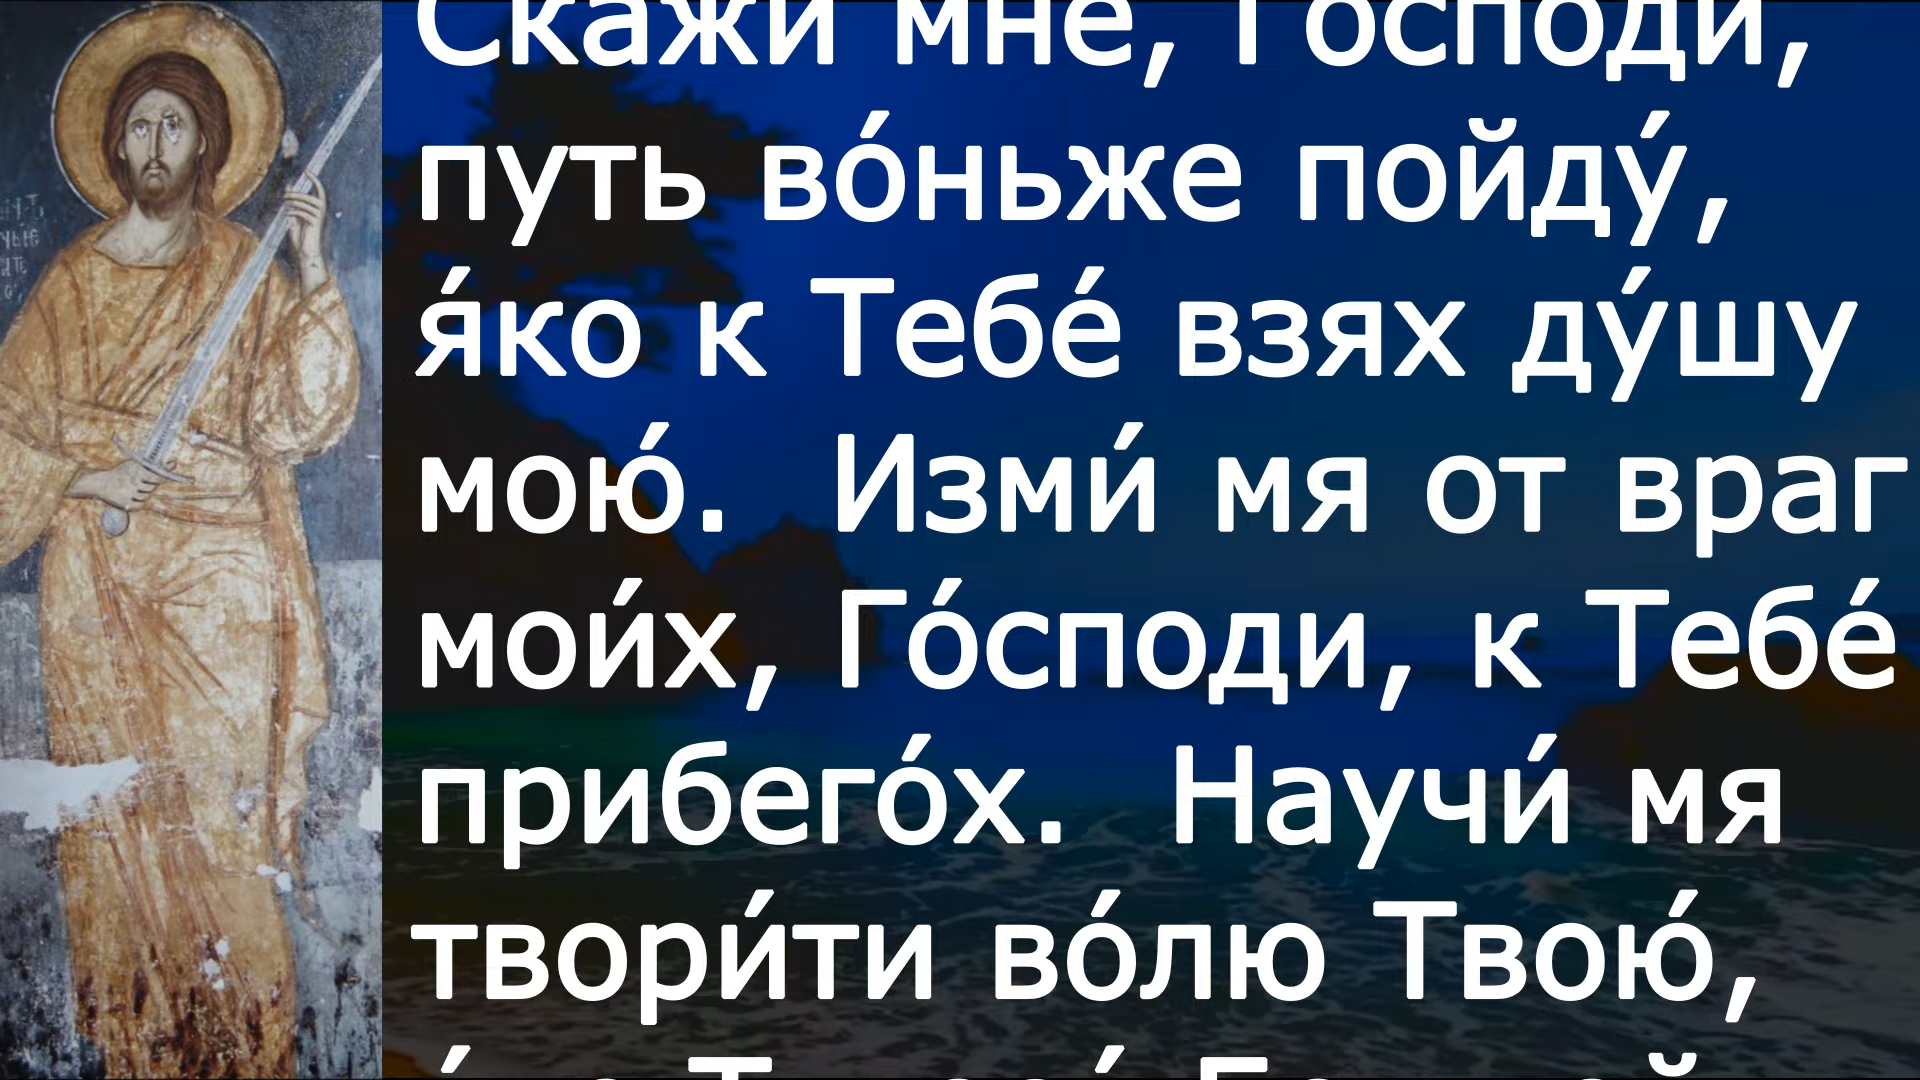 Скажи мне, Господи,
путь во́ньже пойду́,
я́ко к Тебе́ взях ду́шу
мою́. Изми́ мя от враг
мои́х, Го́споди, к Тебе́
прибего́х. Научи́ мя
твори́ти во́лю Твою́,